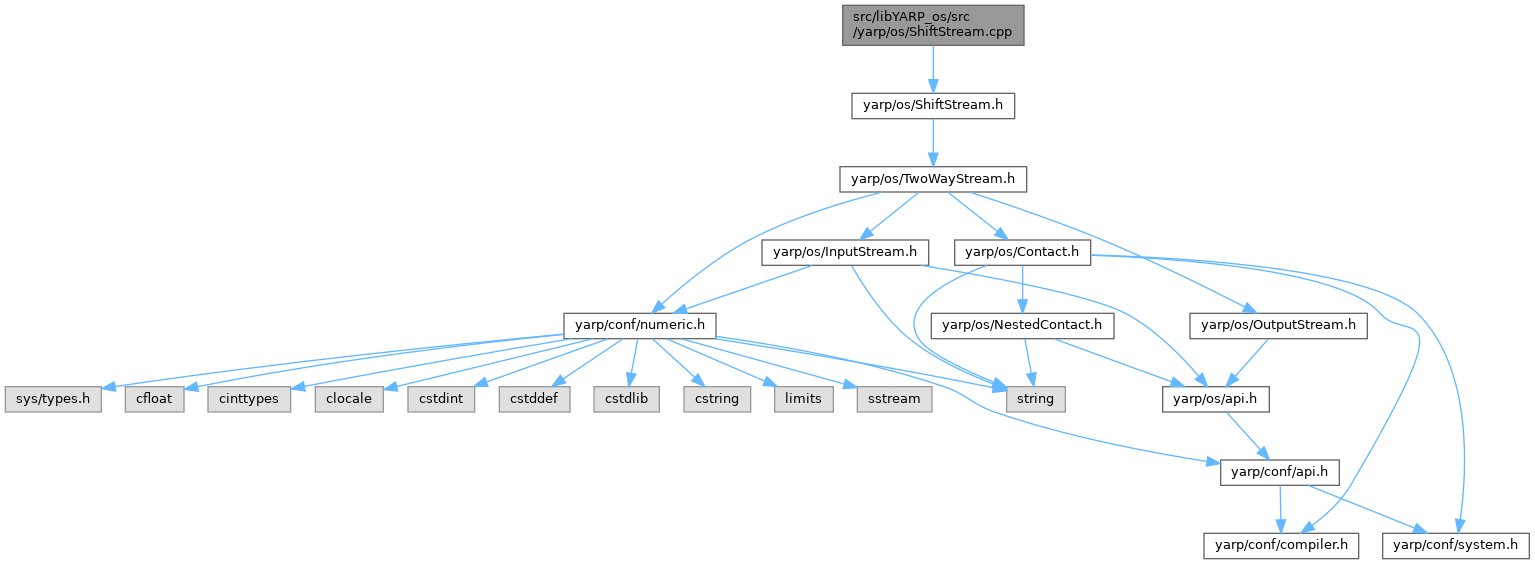 src/libYARP_os/src
/yarp/os/ShiftStream.cpp
yarp/os/ShiftStream.h
yarp/os/TwoWayStream.h
yarp/os/InputStream.h
yarp/os/Contact.h
yarp/conf/numeric.h
yarp/os/NestedContact.h
yarp/os/OutputStream.h
sys/types.h
cfloat
cinttypes
clocale
cstdint
cstddef
cstdlib
cstring
limits
sstream
string
yarp/os/api.h
yarp/conf/api.h
yarp/conf/compiler.h
yarp/conf/system.h